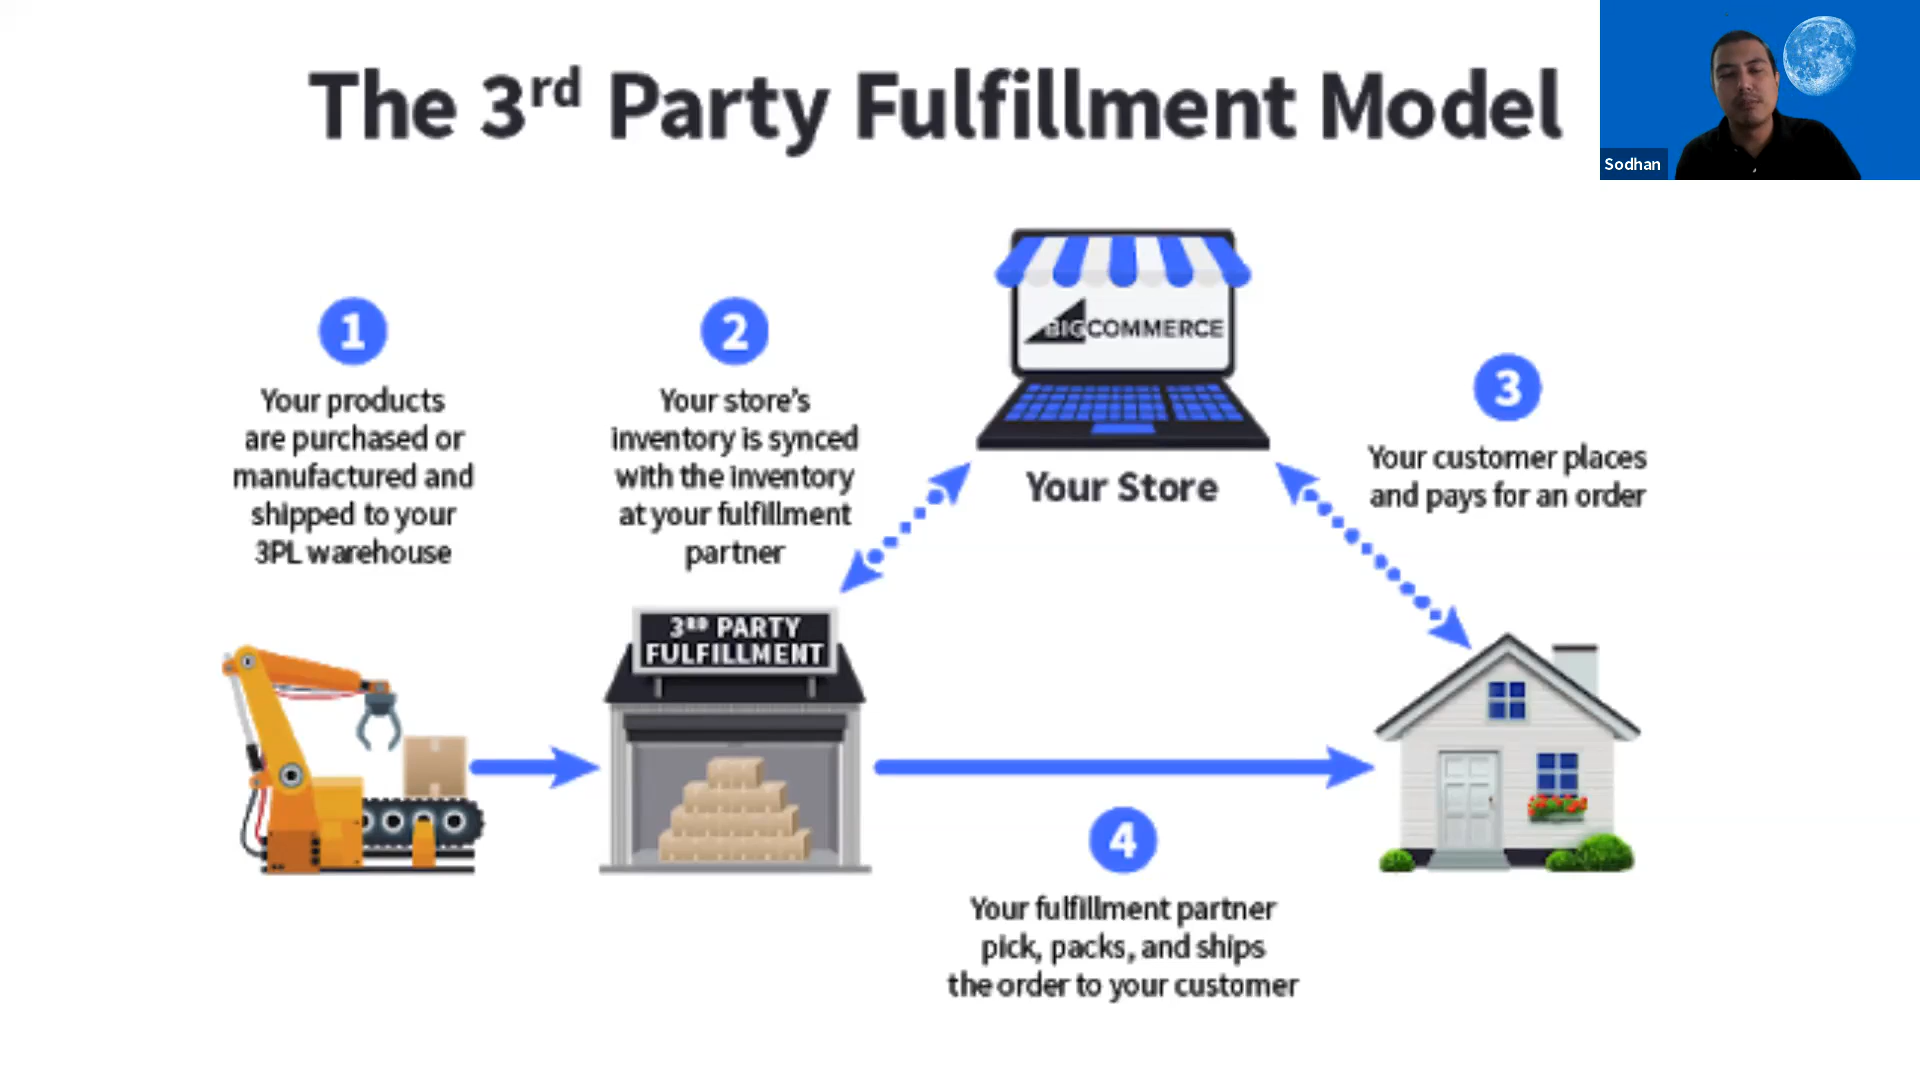 The 3rd Party Fulfillment Model
Sodhan
1
Your products
are purchased or
manufactured and
shipped to your
3PL warehouse
2
Your store's
inventory is synced
with the inventory
at your fulfillment
partner
BIGCOMMERCE
Your Store
3
Your customer places
and pays for an order
3RD PARTY
FULFILLMENT
4
Your fulfillment partner
pick, packs, and ships
the order to your customer